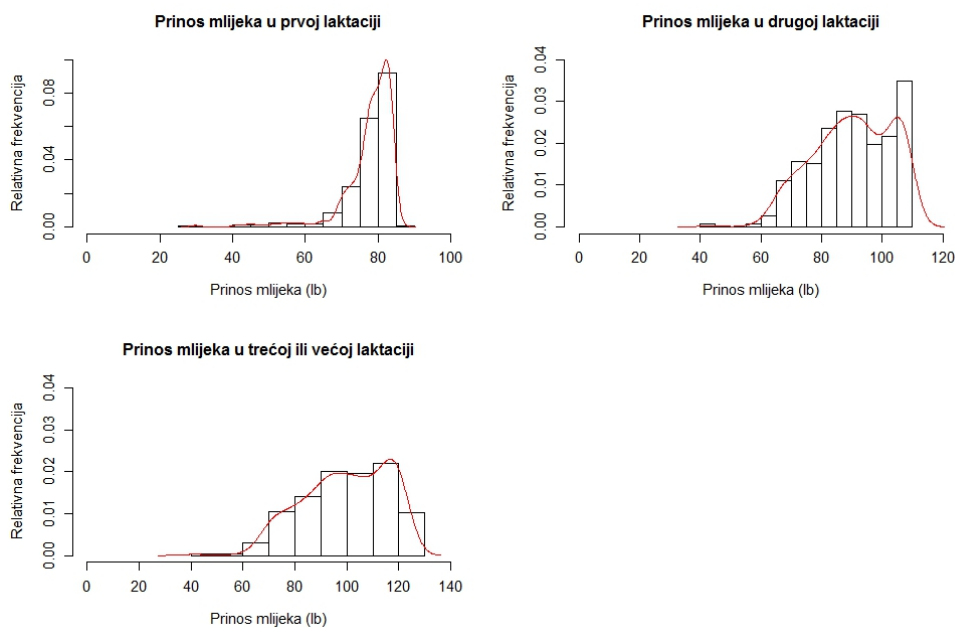 Prinos mlijeka u prvoj laktaciji
Relativna frekvencija
0.00 0.04 0.08
0 20 40 60 80 100
Prinos mlijeka (lb)
Prinos mlijeka u drugoj laktaciji
Relativna frekvencija
0.00 0.01 0.02 0.03 0.04
0 20 40 60 80 100 120
Prinos mlijeka (lb)
Prinos mlijeka u trećoj ili većoj laktaciji
Relativna frekvencija
0.00 0.01 0.02 0.03 0.04
0 20 40 60 80 100 120 140
Prinos mlijeka (lb)